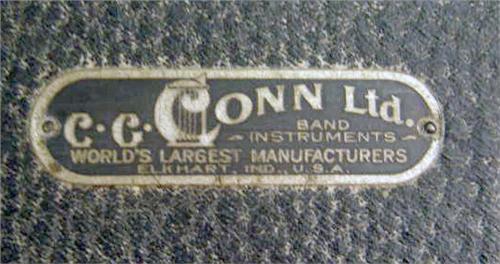 C.G. CONN Ltd.
BAND
INSTRUMENTS
WORLD'S LARGEST MANUFACTURERS
ELKHART, IND., U.S.A.